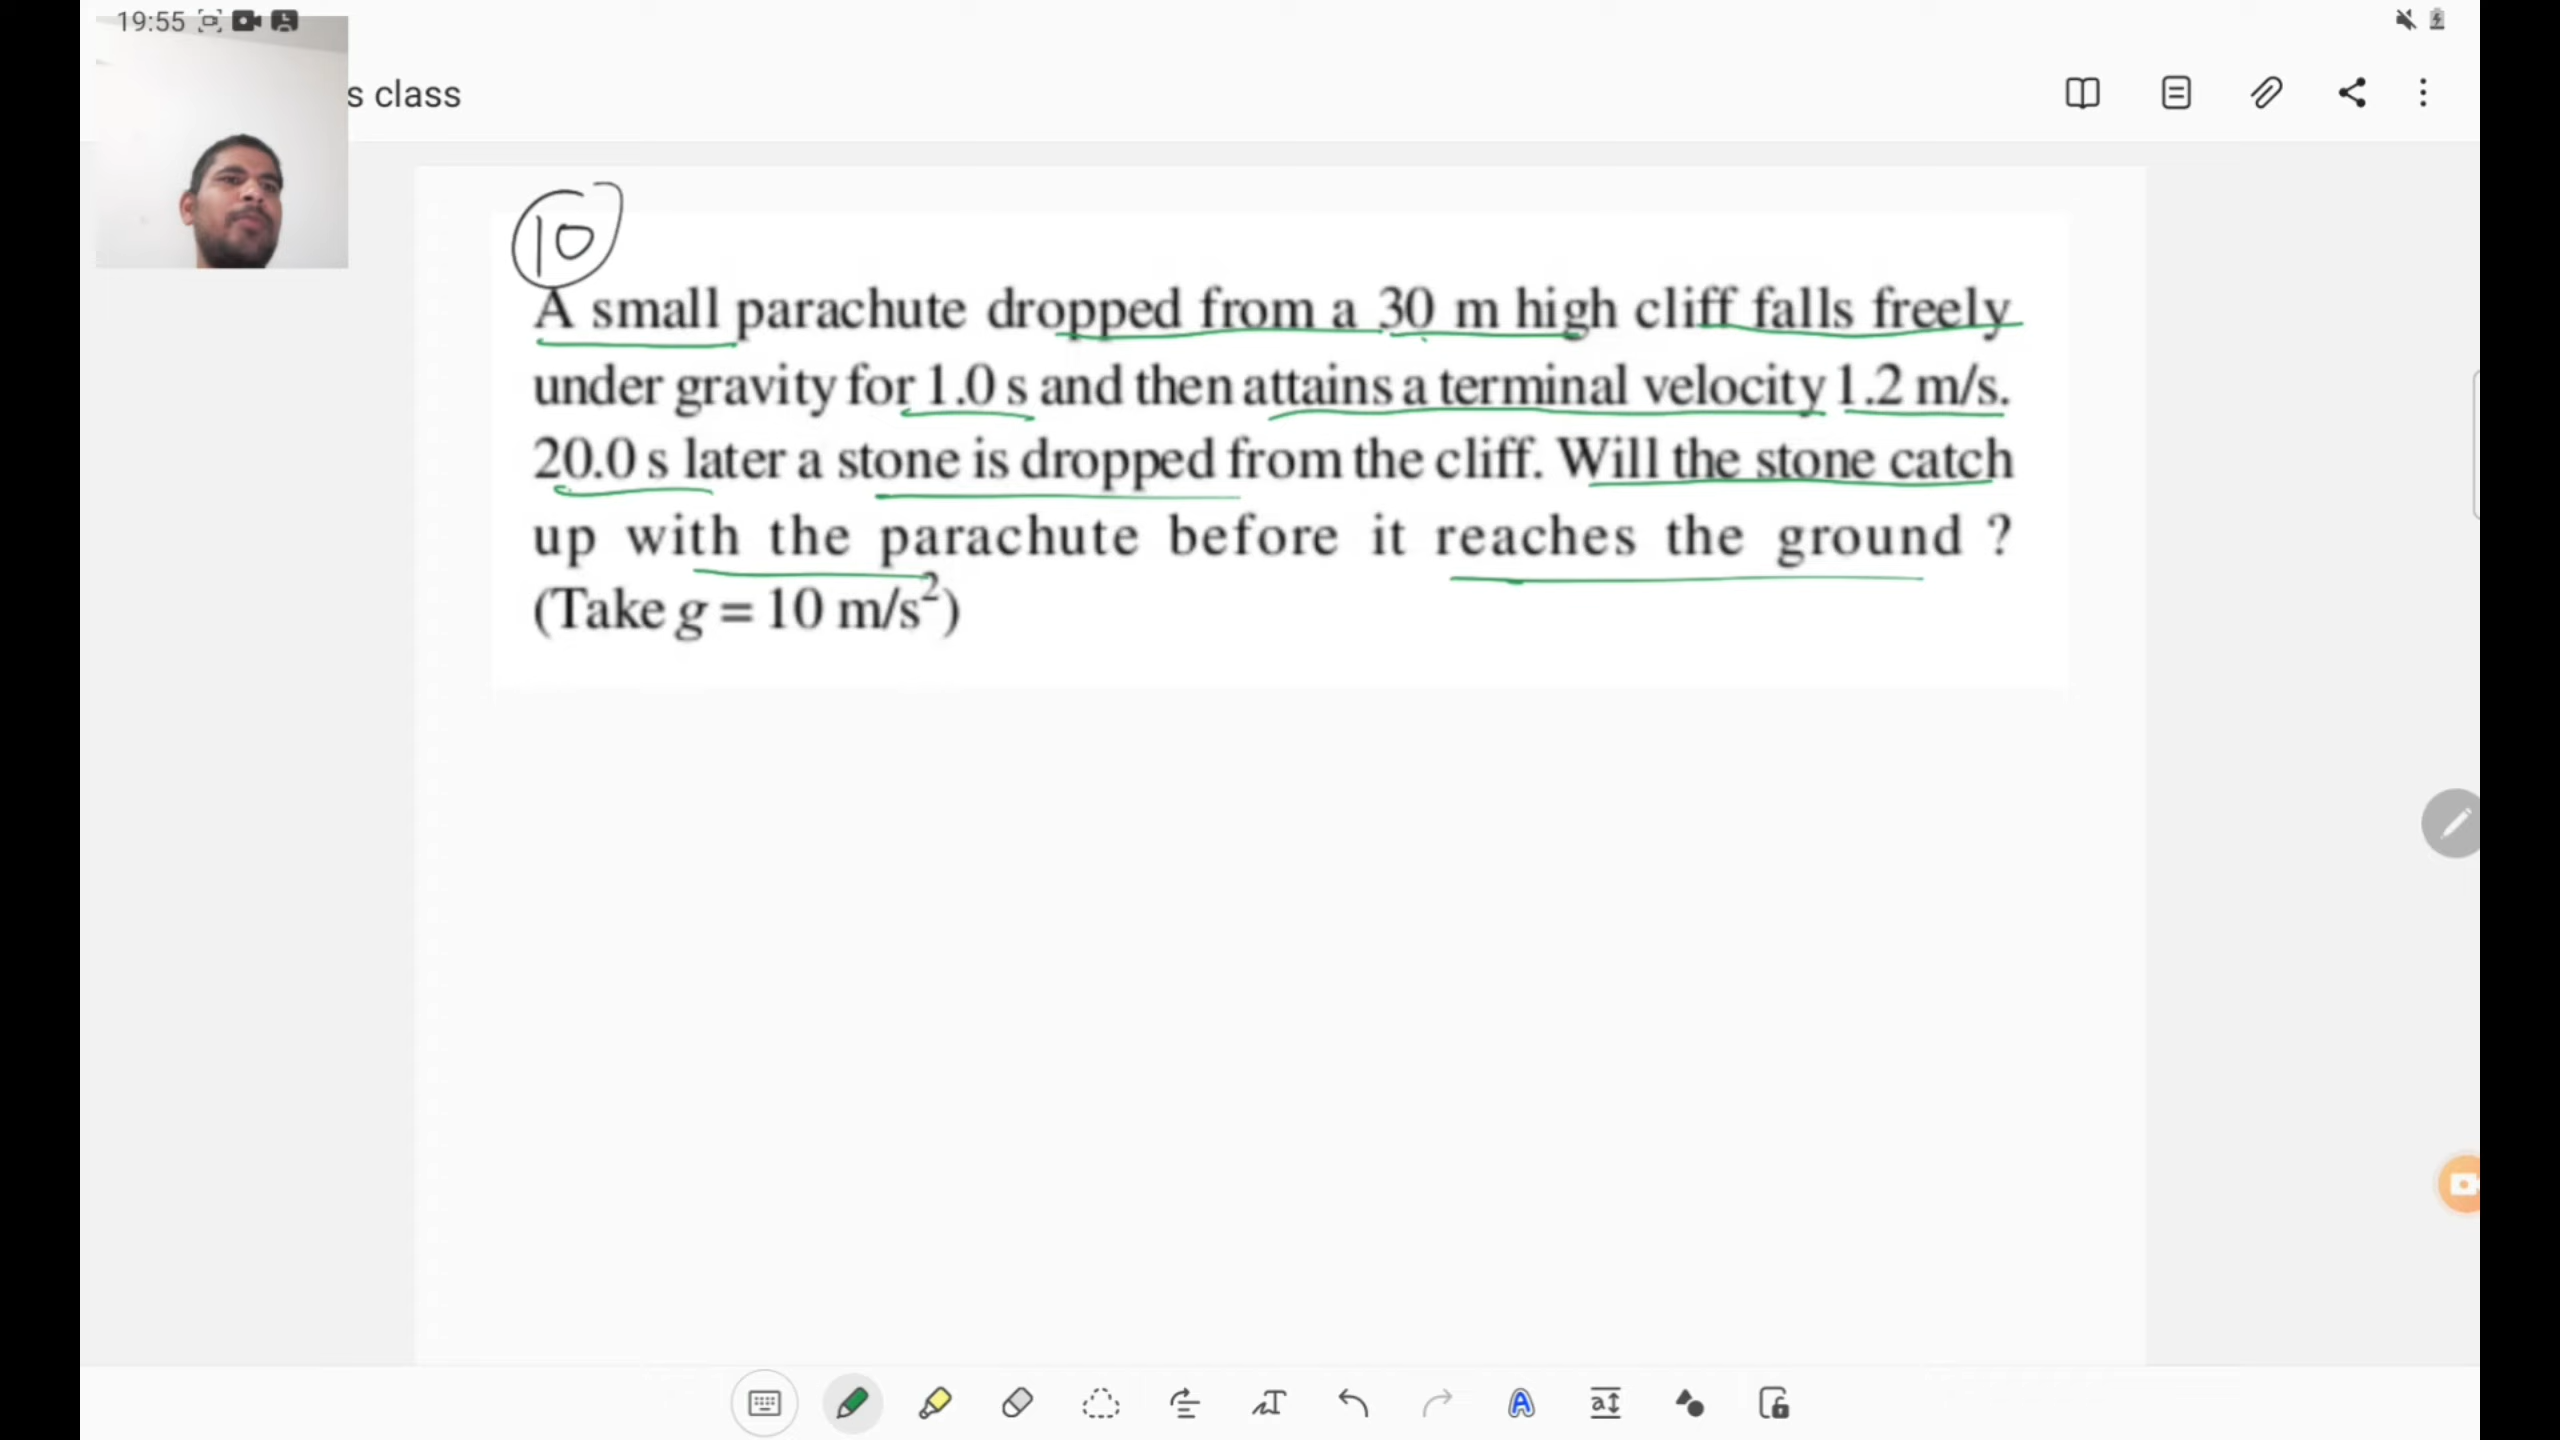 19:55
s class
10
A small parachute dropped from a 30 m high cliff falls freely
under gravity for 1.0 s and then attains a terminal velocity 1.2 m/s.
20.0 s later a stone is dropped from the cliff. Will the stone catch
up with the parachute before it reaches the ground ?
(Take g = 10 m/s²)